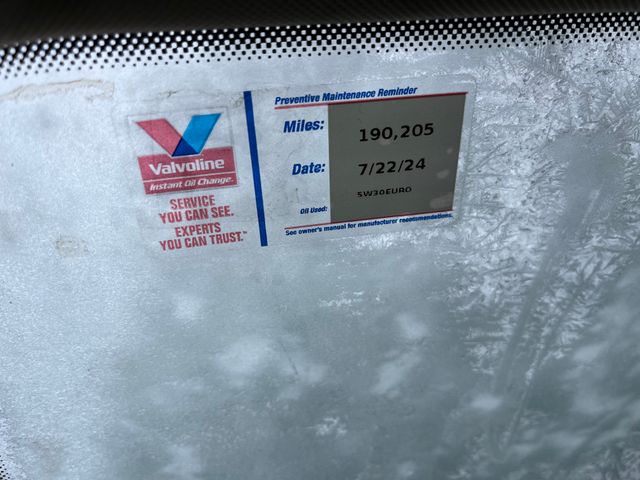 Valvoline
Instant Oil Change.
SERVICE
YOU CAN SEE.
EXPERTS
YOU CAN TRUST.™
Preventive Maintenance Reminder
Miles: 190,205
Date: 7/22/24
Oil Used: 5W30EURO
See owner's manual for manufacturer recommendations.